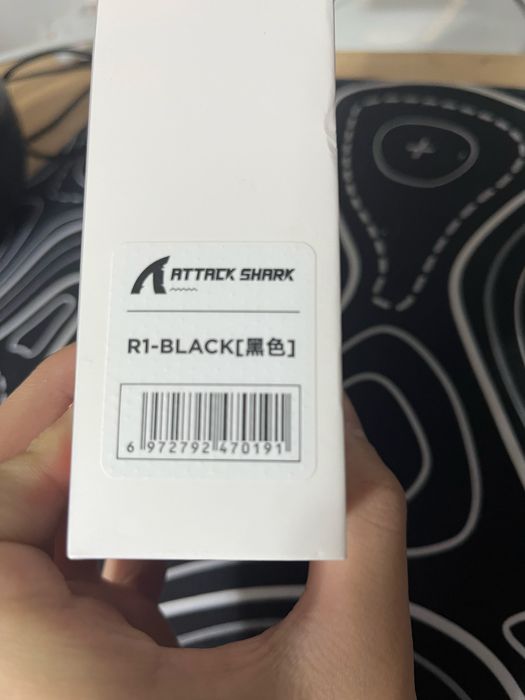 ATTACK SHARK
R1-BLACK[黑色]
6 972792 470191